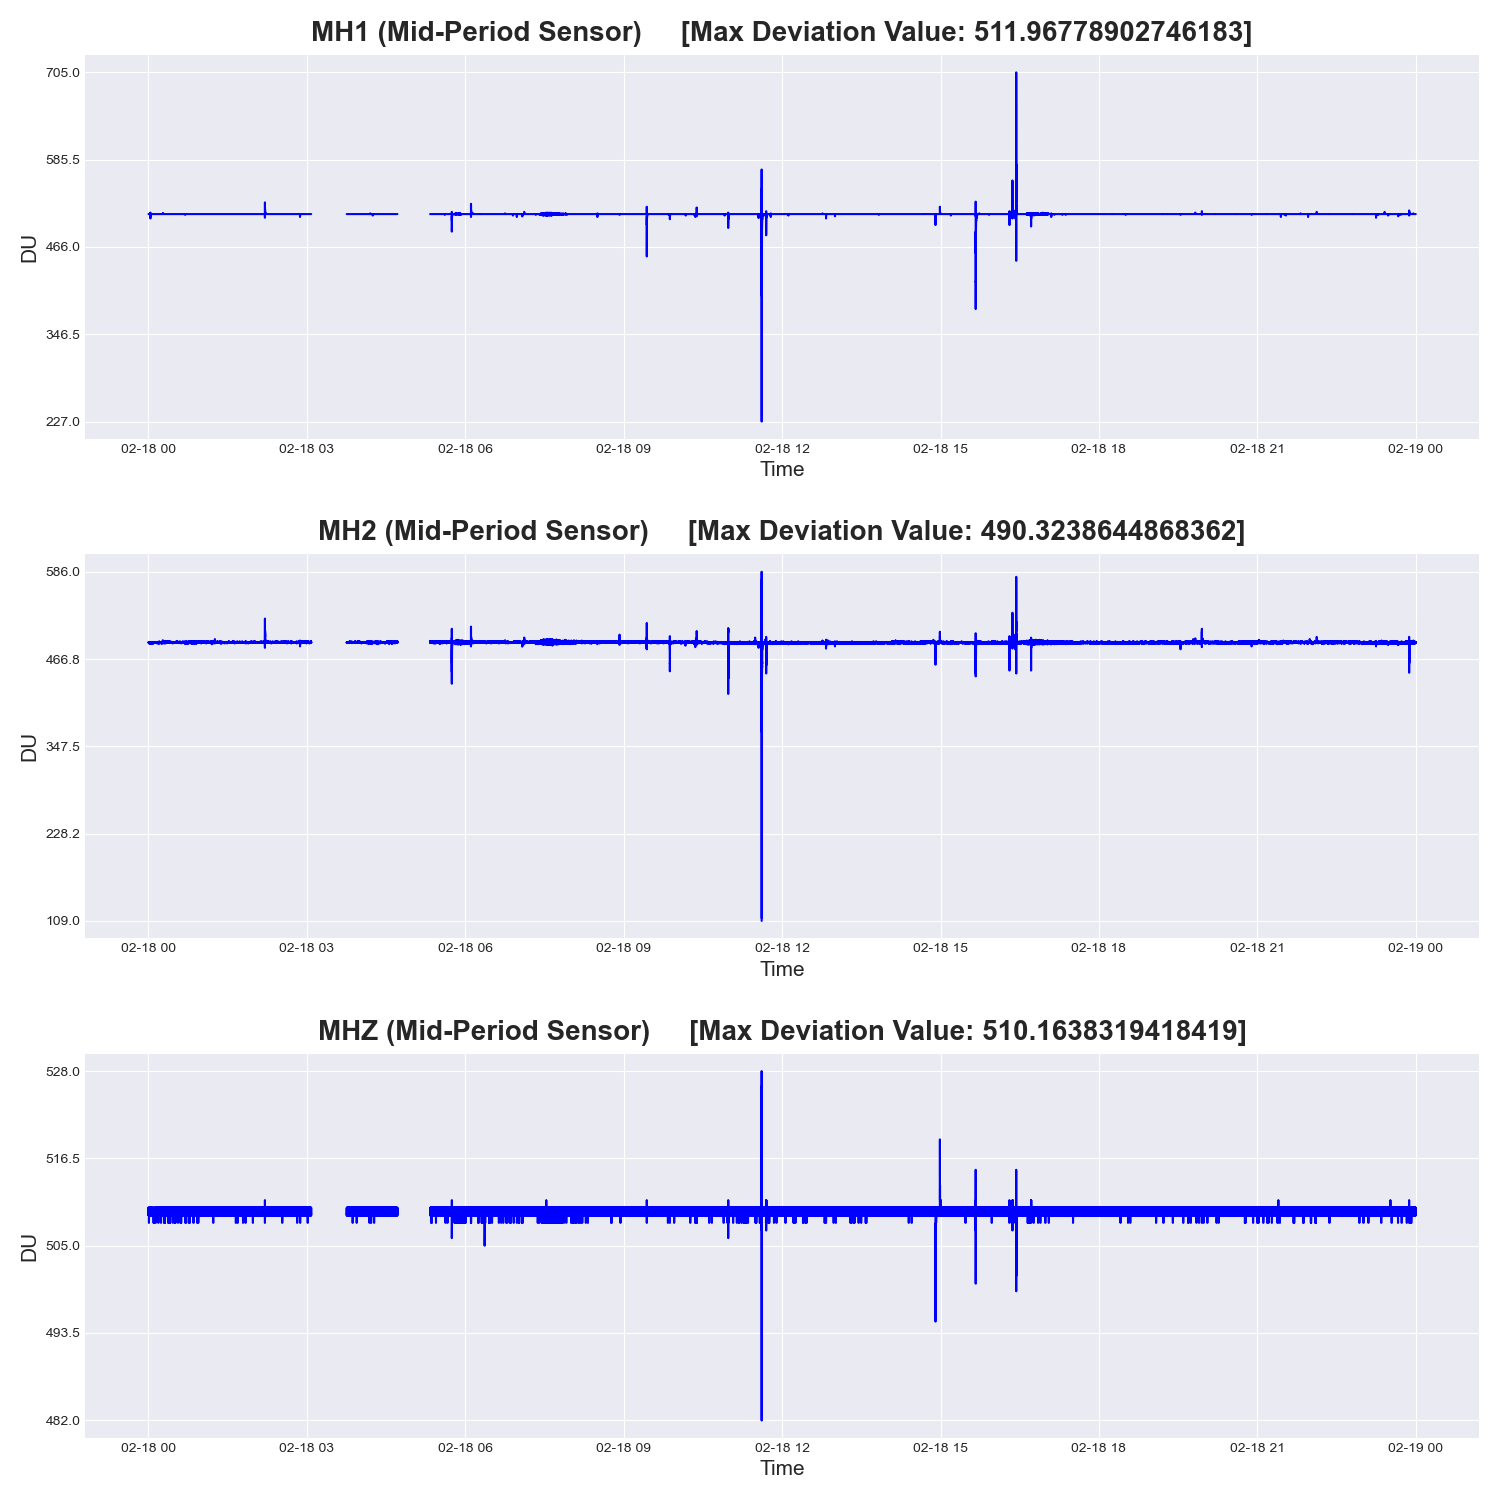 MH1 (Mid-Period Sensor) [Max Deviation Value: 511.96778902746183]
705.0
585.5
466.0
346.5
227.0
DU
02-18 00 02-18 03 02-18 06 02-18 09 02-18 12 02-18 15 02-18 18 02-18 21 02-19 00
Time
MH2 (Mid-Period Sensor) [Max Deviation Value: 490.3238644868362]
586.0
466.8
347.5
228.2
109.0
DU
02-18 00 02-18 03 02-18 06 02-18 09 02-18 12 02-18 15 02-18 18 02-18 21 02-19 00
Time
MHZ (Mid-Period Sensor) [Max Deviation Value: 510.1638319418419]
528.0
516.5
505.0
493.5
482.0
DU
02-18 00 02-18 03 02-18 06 02-18 09 02-18 12 02-18 15 02-18 18 02-18 21 02-19 00
Time